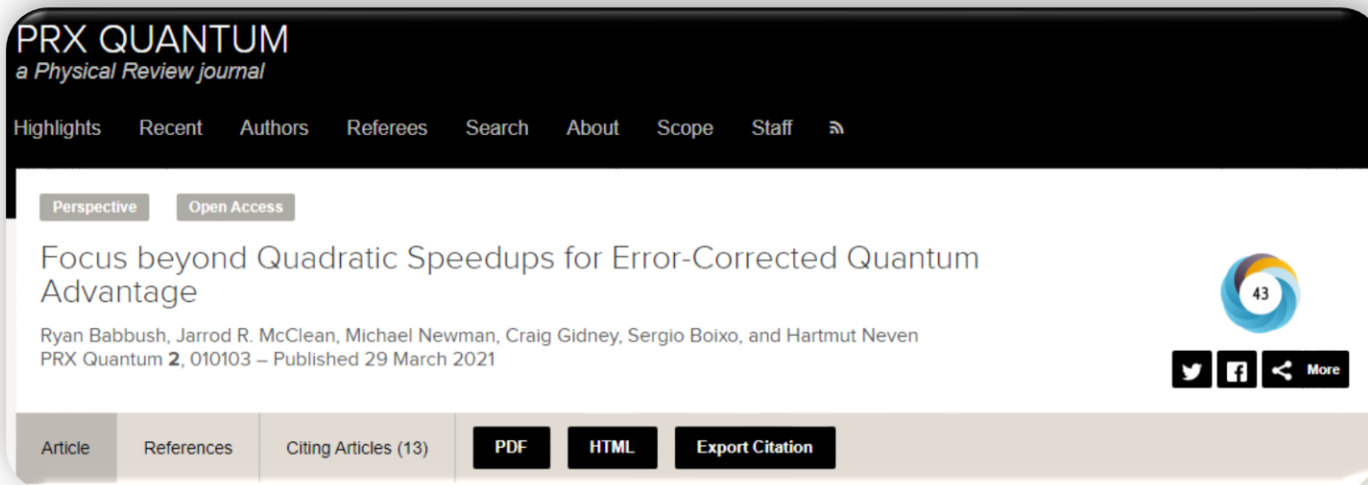 PRX QUANTUM
a Physical Review journal
Highlights Recent Authors Referees Search About Scope Staff
Perspective Open Access
Focus beyond Quadratic Speedups for Error-Corrected Quantum
Advantage
43
Ryan Babbush, Jarrod R. McClean, Michael Newman, Craig Gidney, Sergio Boixo, and Hartmut Neven
PRX Quantum 2, 010103 – Published 29 March 2021
More
Article References Citing Articles (13) PDF HTML Export Citation